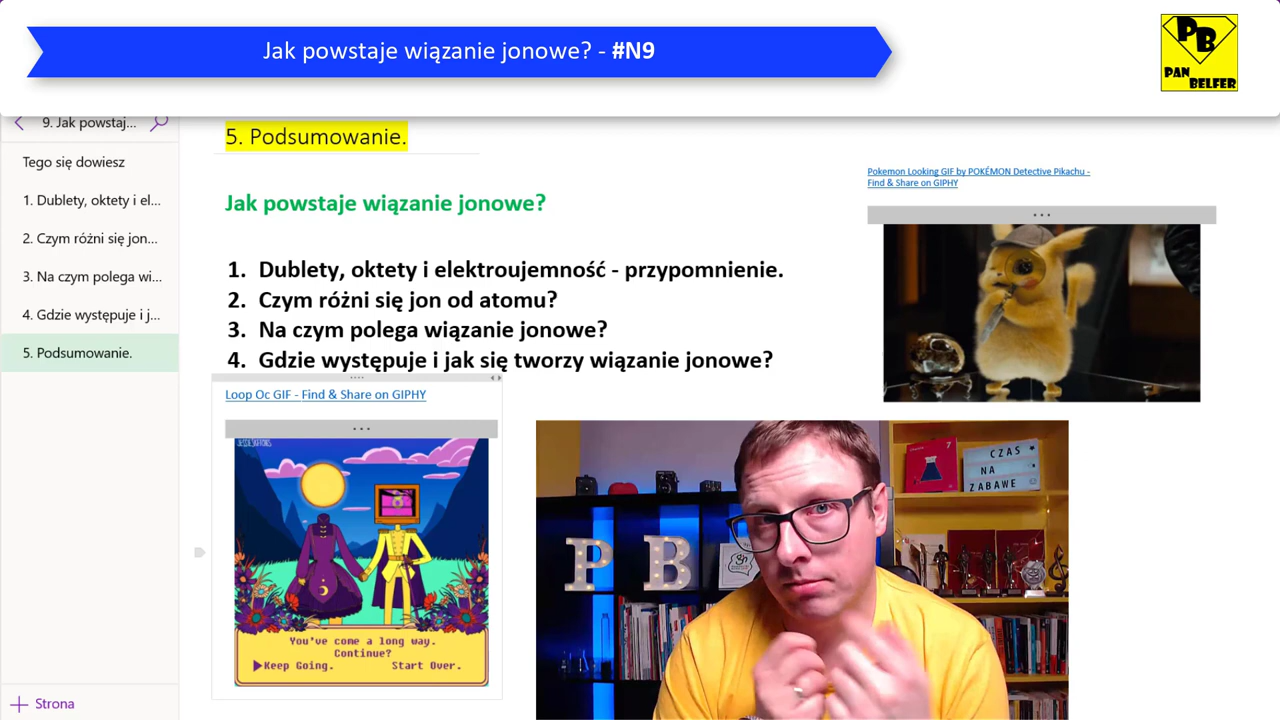 Jak powstaje wiązanie jonowe? - #N9
PB
PAN
BELFER
9. Jak powstaj...
Tego się dowiesz
1. Dublety, oktety i el...
2. Czym różni się jon...
3. Na czym polega wi...
4. Gdzie występuje i j...
5. Podsumowanie.
Strona
5. Podsumowanie.
Jak powstaje wiązanie jonowe?
1. Dublety, oktety i elektroujemność - przypomnienie.
2. Czym różni się jon od atomu?
3. Na czym polega wiązanie jonowe?
4. Gdzie występuje i jak się tworzy wiązanie jonowe?
Pokemon Looking GIF by POKÉMON Detective Pikachu -
Find & Share on GIPHY
Loop Oc GIF - Find & Share on GIPHY
You've come a long way.
Continue?
Keep Going. Start Over.
P B
7
CZAS
NA
ZABAWE